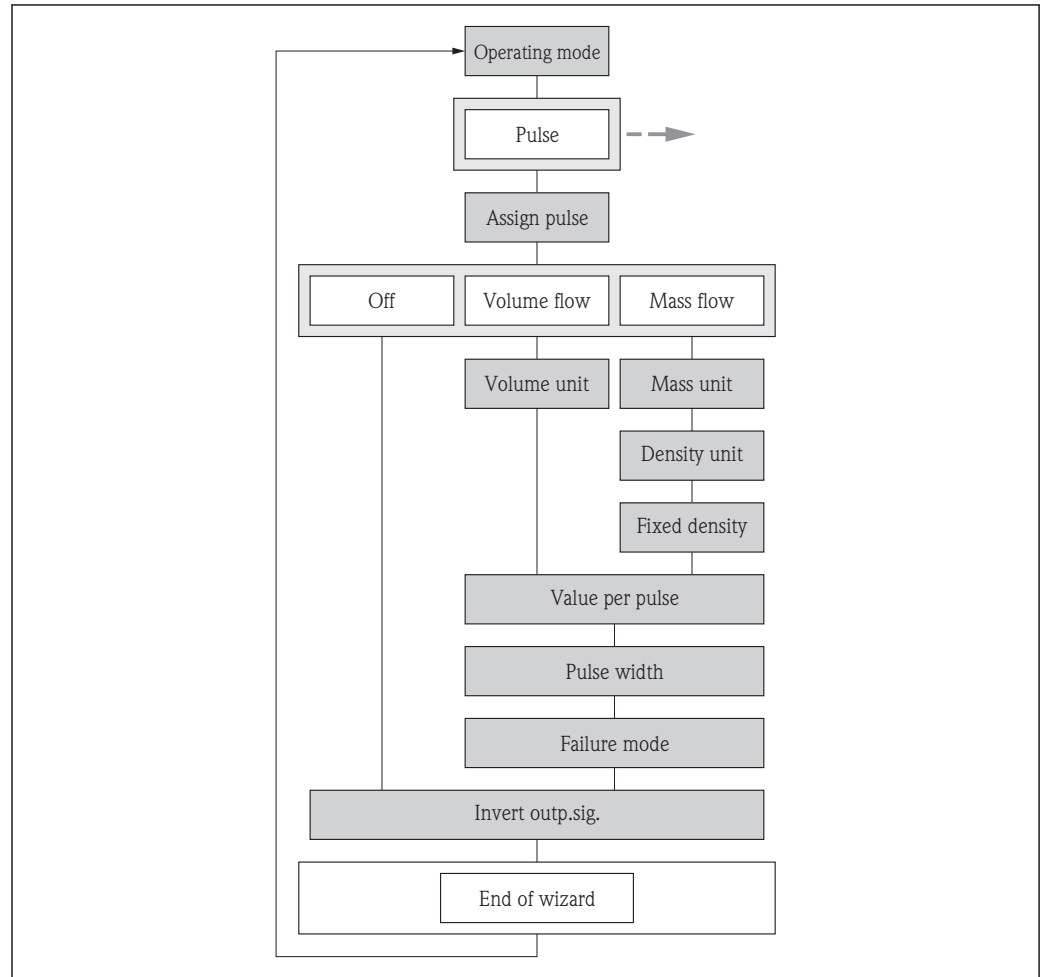 Operating mode
Pulse
Assign pulse
Off
Volume flow
Mass flow
Volume unit
Mass unit
Density unit
Fixed density
Value per pulse
Pulse width
Failure mode
Invert outp.sig.
End of wizard